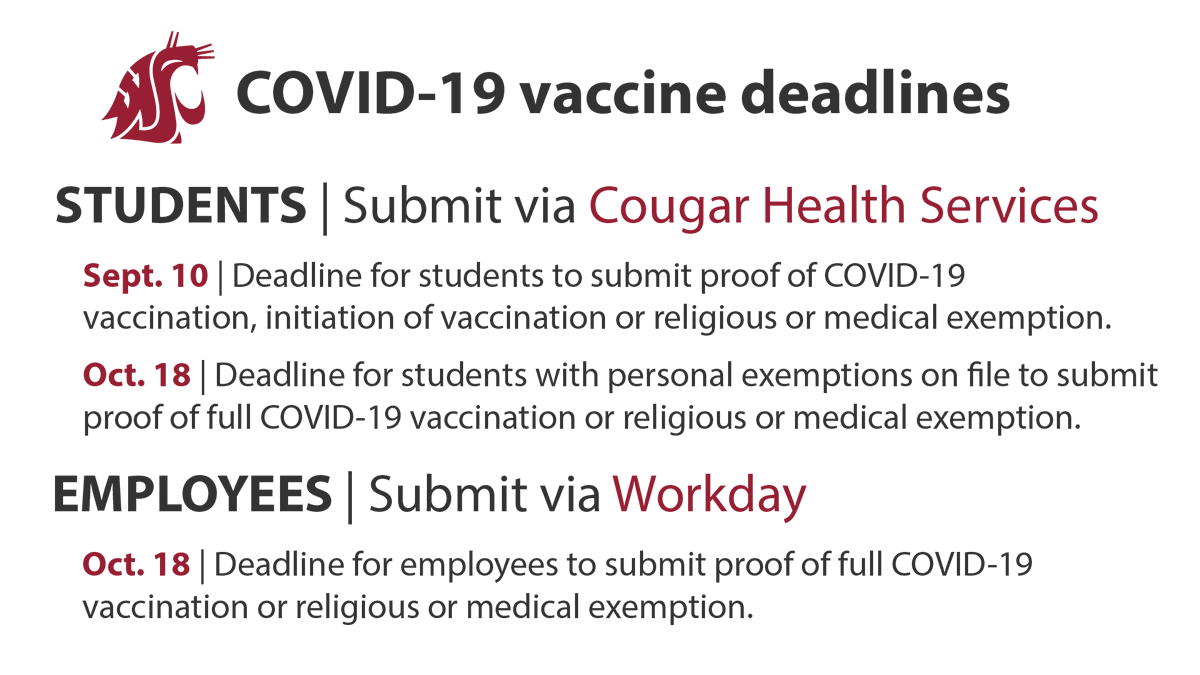 COVID-19 vaccine deadlines
STUDENTS | Submit via Cougar Health Services
Sept. 10 | Deadline for students to submit proof of COVID-19
vaccination, initiation of vaccination or religious or medical exemption.
Oct. 18 | Deadline for students with personal exemptions on file to submit
proof of full COVID-19 vaccination or religious or medical exemption.
EMPLOYEES | Submit via Workday
Oct. 18 | Deadline for employees to submit proof of full COVID-19
vaccination or religious or medical exemption.